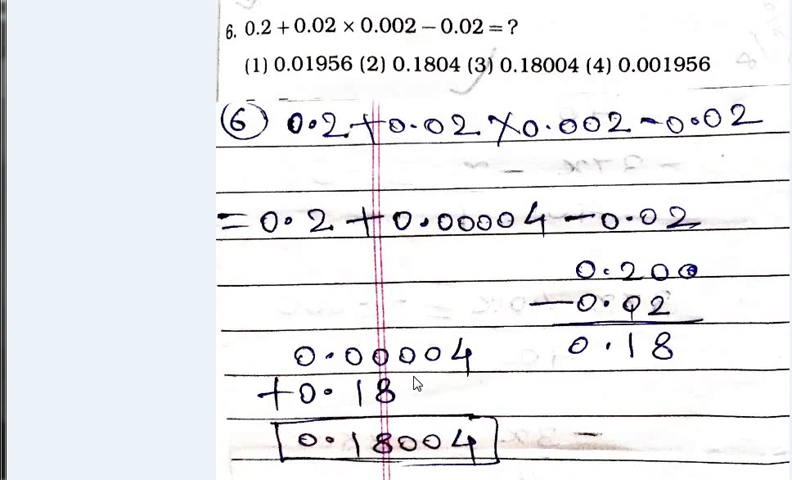 6. 0.2 + 0.02 × 0.002 – 0.02 = ?
(1) 0.01956 (2) 0.1804 (3) 0.18004 (4) 0.001956
6 0.2 + 0.02 × 0.002 - 0.02
= 0.2 + 0.00004 - 0.02
0.200
- 0.02
0.18
0.00004
+ 0.18
0.18004